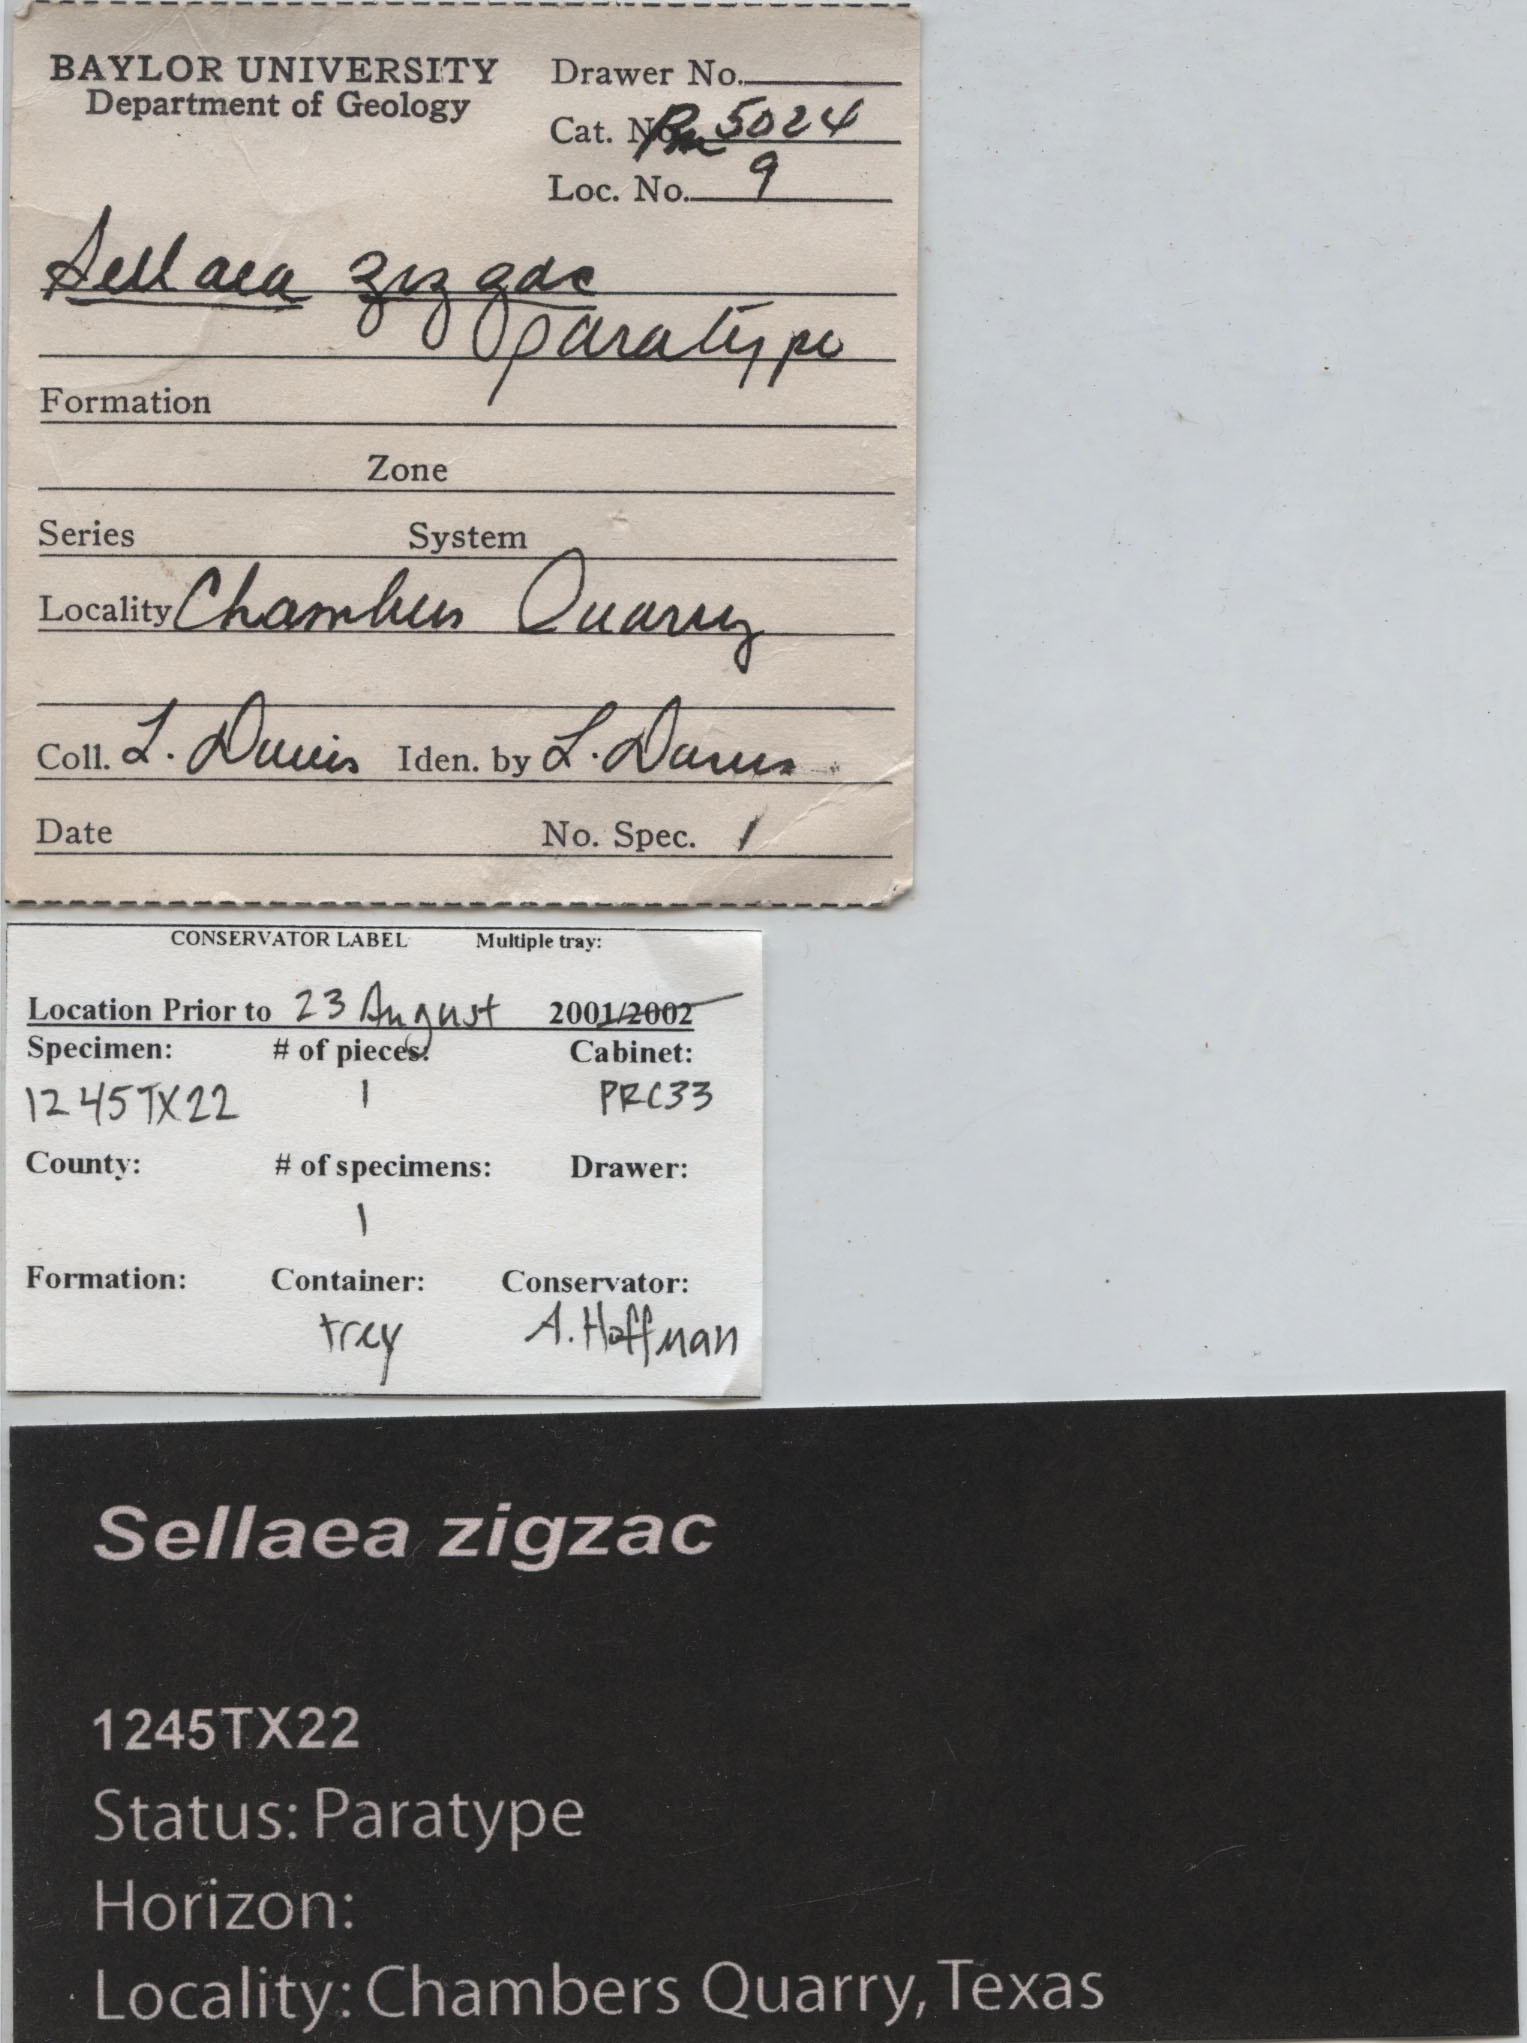 BAYLOR UNIVERSITY
Department of Geology
Drawer No.
Cat. No. Pm 5024
Loc. No. 9
Sellaea zizgac
paratype
Formation
Zone
Series System
Locality Chambers Quarry
Coll. L. Davis Iden. by L. Davis
Date No. Spec. 1
CONSERVATOR LABEL Multiple tray:
Location Prior to 23 August 2001/2002
Specimen: # of pieces: Cabinet:
1245TX22 1 PRC33
County: # of specimens: Drawer:
1
Formation: Container: Conservator:
tray A. Hoffman
Sellaea zigzac
1245TX22
Status: Paratype
Horizon:
Locality: Chambers Quarry, Texas